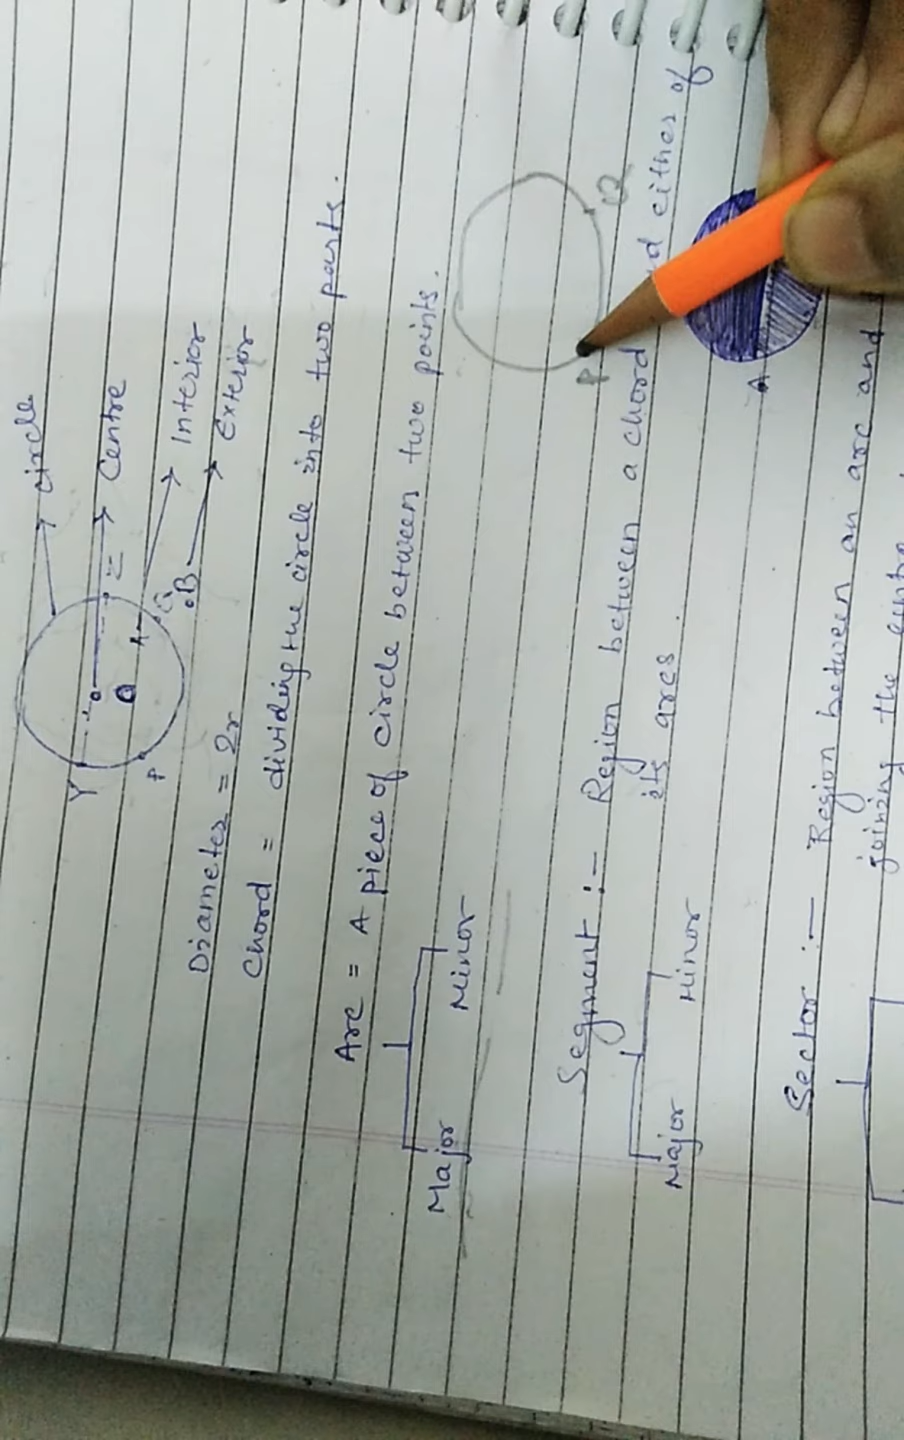 circle
Centre
Interior
Exterior
Y
O
Z
A
P
Q
.B
Diameter = 2r
Chord = dividing the circle into two parts.
Arc = A piece of circle between two points.
Major
Minor
P
Q
Segment :- Region between a chord and either of
its arcs.
Major
Minor
A
Sector :- Region between an arc and
joining the centre